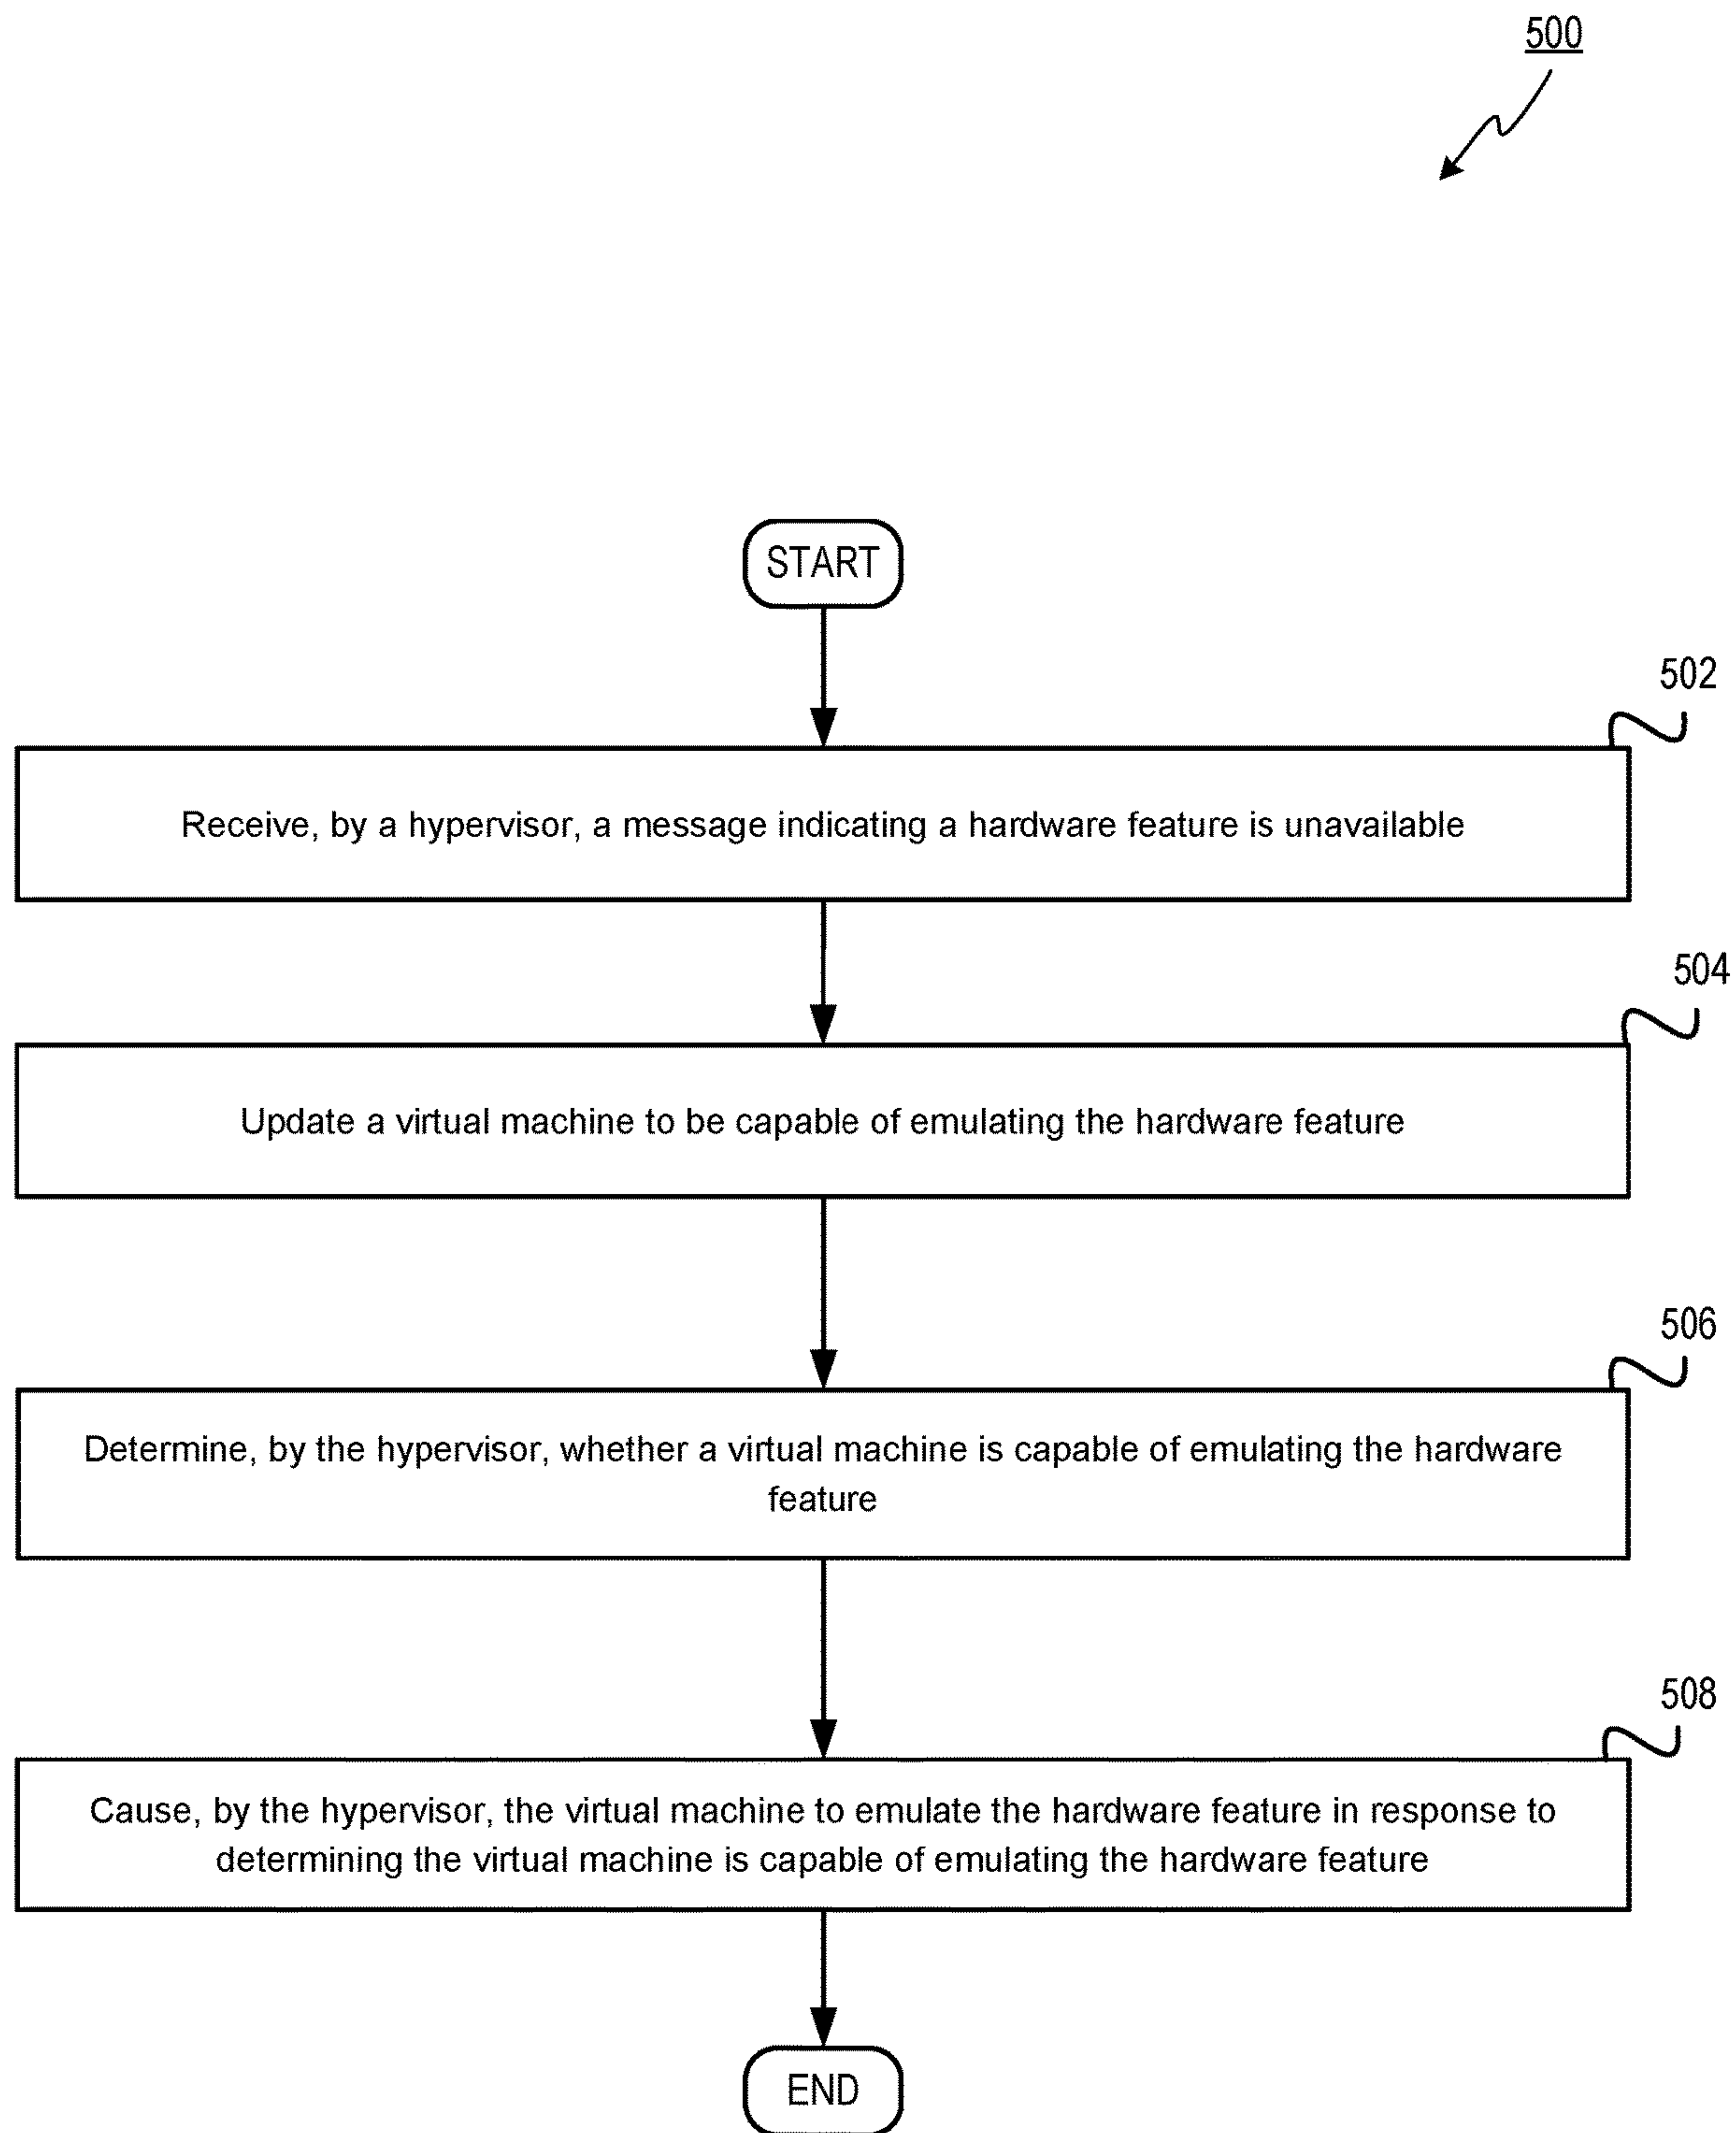 500
START
502
Receive, by a hypervisor, a message indicating a hardware feature is unavailable
504
Update a virtual machine to be capable of emulating the hardware feature
506
Determine, by the hypervisor, whether a virtual machine is capable of emulating the hardware
feature
508
Cause, by the hypervisor, the virtual machine to emulate the hardware feature in response to
determining the virtual machine is capable of emulating the hardware feature
END